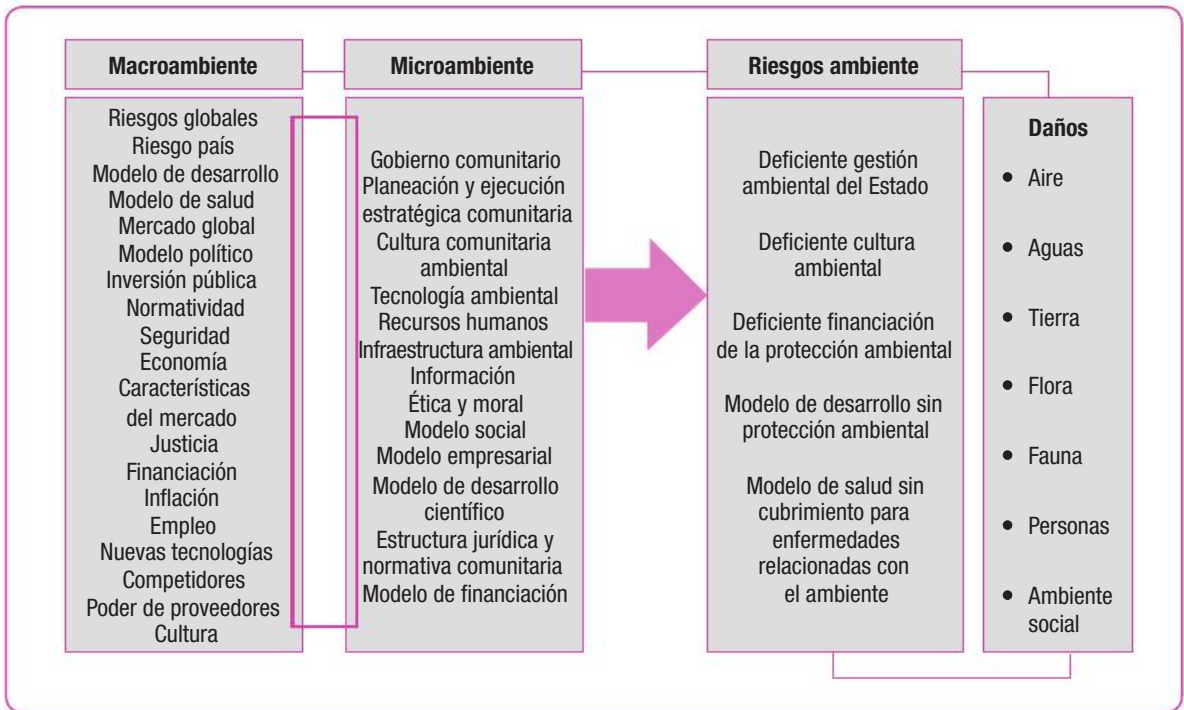 Macroambiente
Riesgos globales
Riesgo país
Modelo de desarrollo
Modelo de salud
Mercado global
Modelo político
Inversión pública
Normatividad
Seguridad
Economía
Características
del mercado
Justicia
Financiación
Inflación
Empleo
Nuevas tecnologías
Competidores
Poder de proveedores
Cultura
Microambiente
Gobierno comunitario
Planeación y ejecución
estratégica comunitaria
Cultura comunitaria
ambiental
Tecnología ambiental
Recursos humanos
Infraestructura ambiental
Información
Ética y moral
Modelo social
Modelo empresarial
Modelo de desarrollo
científico
Estructura jurídica y
normativa comunitaria
Modelo de financiación
Riesgos ambiente
Deficiente gestión
ambiental del Estado
Deficiente cultura
ambiental
Deficiente financiación
de la protección ambiental
Modelo de desarrollo sin
protección ambiental
Modelo de salud sin
cubrimiento para
enfermedades
relacionadas con
el ambiente
Daños
• Aire
• Aguas
• Tierra
• Flora
• Fauna
• Personas
• Ambiente
social